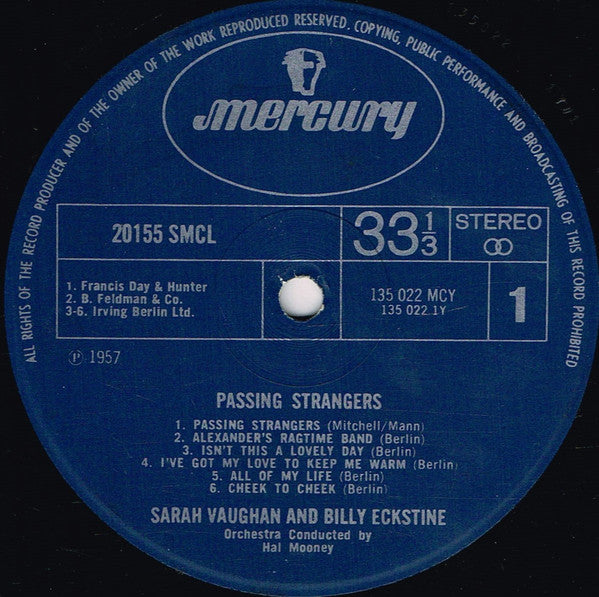 ALL RIGHTS OF THE RECORD PRODUCER AND OF THE OWNER OF THE WORK REPRODUCED RESERVED. COPYING, PUBLIC PERFORMANCE AND BROADCASTING OF THIS RECORD PROHIBITED
mercury
20155 SMCL
33 1/3
STEREO
1. Francis Day & Hunter
2. B. Feldman & Co.
3-6. Irving Berlin Ltd.
135 022 MCY
135 022.1Y
1
℗ 1957
PASSING STRANGERS
1. PASSING STRANGERS (Mitchell/Mann)
2. ALEXANDER'S RAGTIME BAND (Berlin)
3. ISN'T THIS A LOVELY DAY (Berlin)
4. I'VE GOT MY LOVE TO KEEP ME WARM (Berlin)
5. ALL OF MY LIFE (Berlin)
6. CHEEK TO CHEEK (Berlin)
SARAH VAUGHAN AND BILLY ECKSTINE
Orchestra Conducted by
Hal Mooney